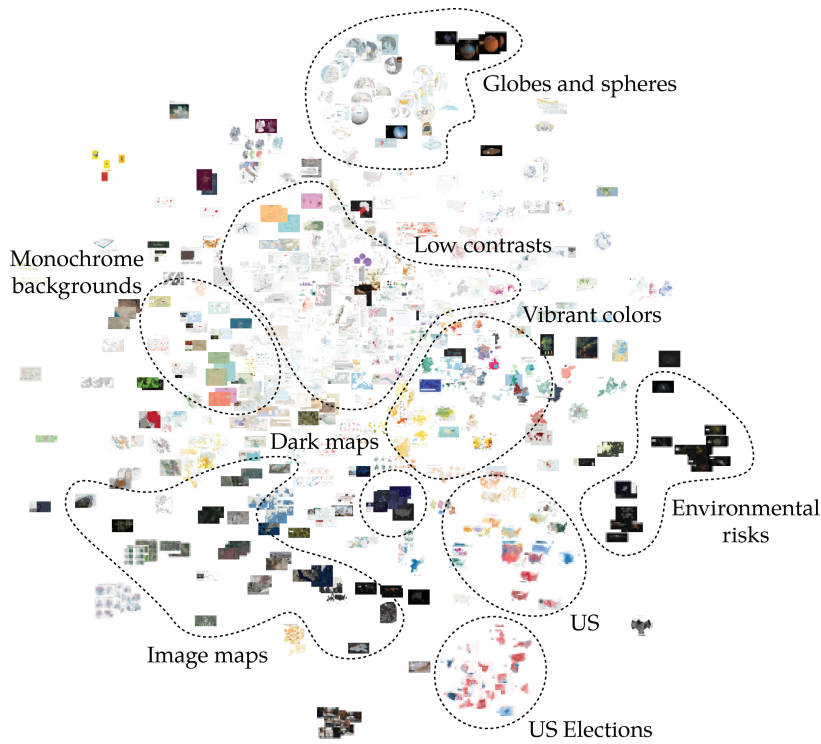 Globes and spheres
Low contrasts
Monochrome
backgrounds
Vibrant colors
Dark maps
Environmental
risks
US
Image maps
US Elections